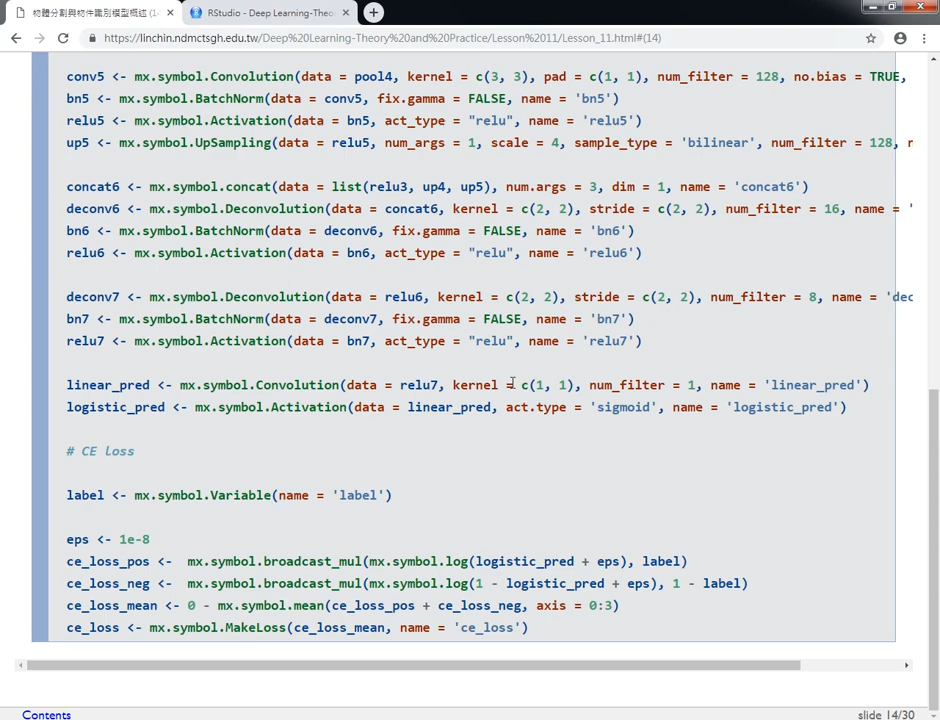 物體分割與物件識別模型概述 (14
RStudio - Deep Learning-Theo
https://linchin.ndmctsgh.edu.tw/Deep%20Learning-Theory%20and%20Practice/Lesson%2011/Lesson_11.html#(14)
conv5 <- mx.symbol.Convolution(data = pool4, kernel = c(3, 3), pad = c(1, 1), num_filter = 128, no.bias = TRUE,
bn5 <- mx.symbol.BatchNorm(data = conv5, fix.gamma = FALSE, name = 'bn5')
relu5 <- mx.symbol.Activation(data = bn5, act_type = "relu", name = 'relu5')
up5 <- mx.symbol.UpSampling(data = relu5, num_args = 1, scale = 4, sample_type = 'bilinear', num_filter = 128, n
concat6 <- mx.symbol.concat(data = list(relu3, up4, up5), num.args = 3, dim = 1, name = 'concat6')
deconv6 <- mx.symbol.Deconvolution(data = concat6, kernel = c(2, 2), stride = c(2, 2), num_filter = 16, name = '
bn6 <- mx.symbol.BatchNorm(data = deconv6, fix.gamma = FALSE, name = 'bn6')
relu6 <- mx.symbol.Activation(data = bn6, act_type = "relu", name = 'relu6')
deconv7 <- mx.symbol.Deconvolution(data = relu6, kernel = c(2, 2), stride = c(2, 2), num_filter = 8, name = 'dec
bn7 <- mx.symbol.BatchNorm(data = deconv7, fix.gamma = FALSE, name = 'bn7')
relu7 <- mx.symbol.Activation(data = bn7, act_type = "relu", name = 'relu7')
linear_pred <- mx.symbol.Convolution(data = relu7, kernel = c(1, 1), num_filter = 1, name = 'linear_pred')
logistic_pred <- mx.symbol.Activation(data = linear_pred, act.type = 'sigmoid', name = 'logistic_pred')
# CE loss
label <- mx.symbol.Variable(name = 'label')
eps <- 1e-8
ce_loss_pos <-  mx.symbol.broadcast_mul(mx.symbol.log(logistic_pred + eps), label)
ce_loss_neg <-  mx.symbol.broadcast_mul(mx.symbol.log(1 - logistic_pred + eps), 1 - label)
ce_loss_mean <- 0 - mx.symbol.mean(ce_loss_pos + ce_loss_neg, axis = 0:3)
ce_loss <- mx.symbol.MakeLoss(ce_loss_mean, name = 'ce_loss')
Contents
slide 14/30